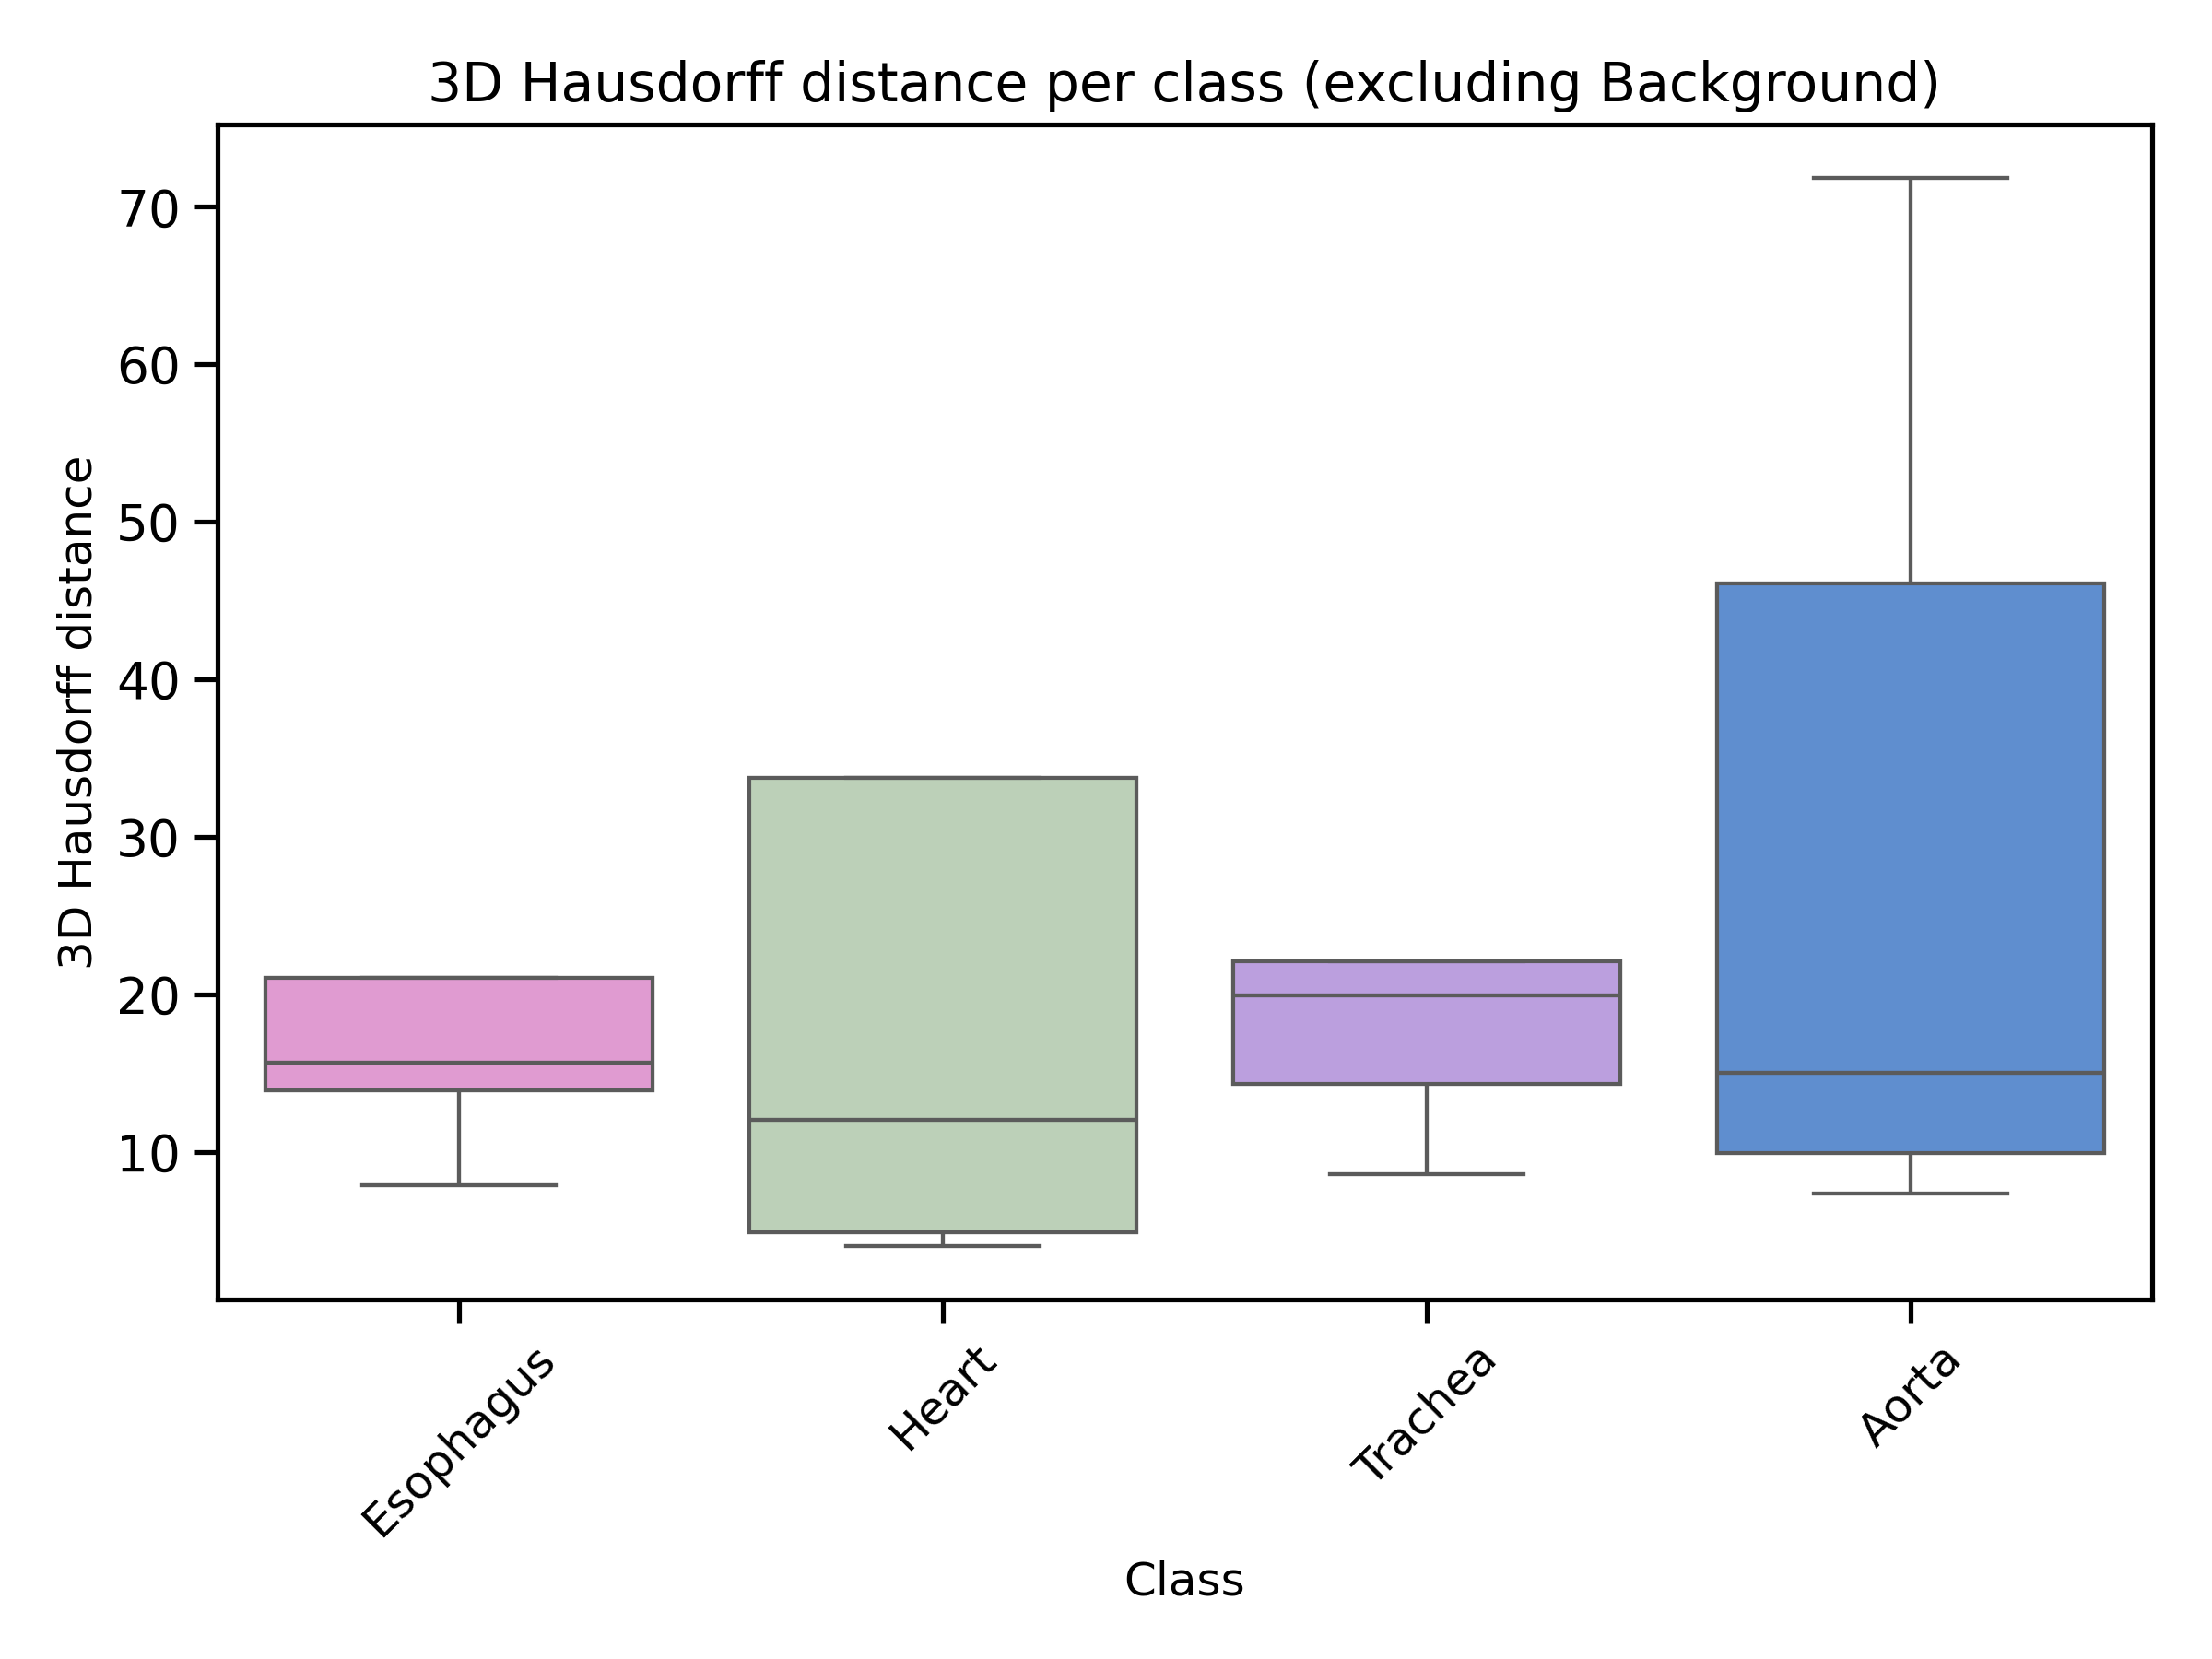 3D Hausdorff distance per class (excluding Background)
3D Hausdorff distance
70
60
50
40
30
20
10
Esophagus
Heart
Trachea
Aorta
Class